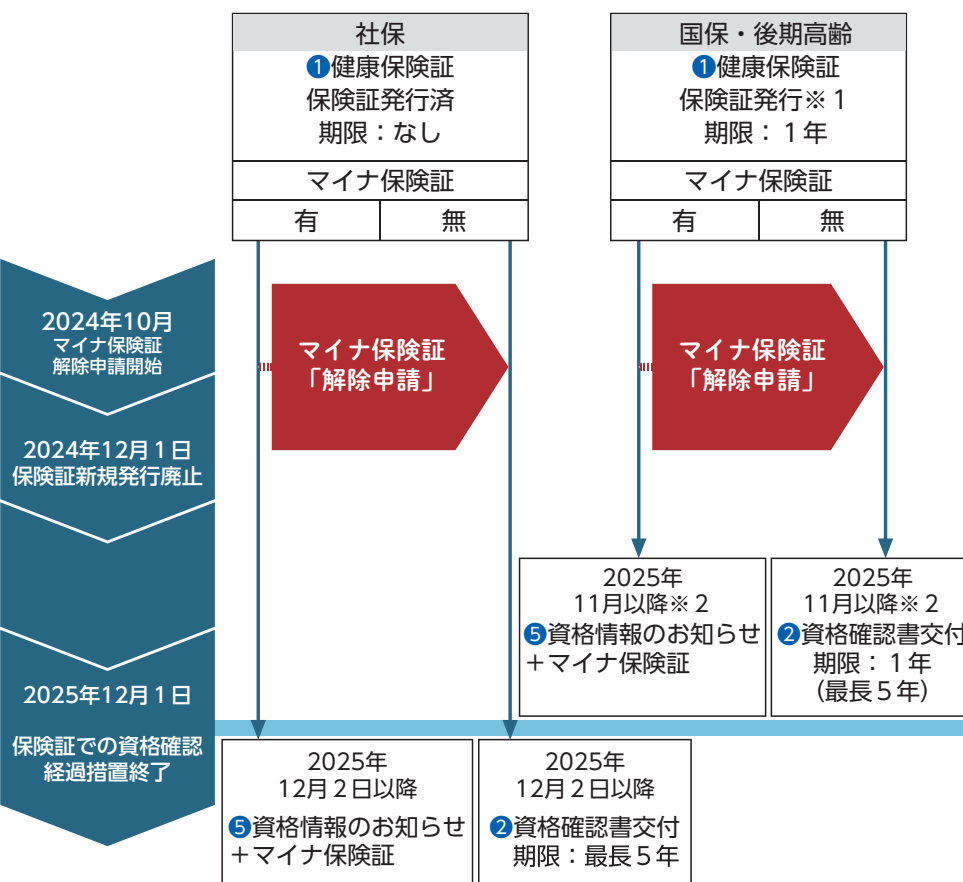 社保
❶健康保険証
保険証発行済
期限：なし
マイナ保険証
有
無
国保・後期高齢
❶健康保険証
保険証発行※１
期限：１年
マイナ保険証
有
無
2024年10月
マイナ保険証
解除申請開始
2024年12月１日
保険証新規発行廃止
2025年12月１日
保険証での資格確認
経過措置終了
マイナ保険証
「解除申請」
マイナ保険証
「解除申請」
2025年
11月以降※２
❺資格情報のお知らせ
＋マイナ保険証
2025年
11月以降※２
❷資格確認書交付
期限：１年
（最長５年）
2025年
12月２日以降
❺資格情報のお知らせ
＋マイナ保険証
2025年
12月２日以降
❷資格確認書交付
期限：最長５年